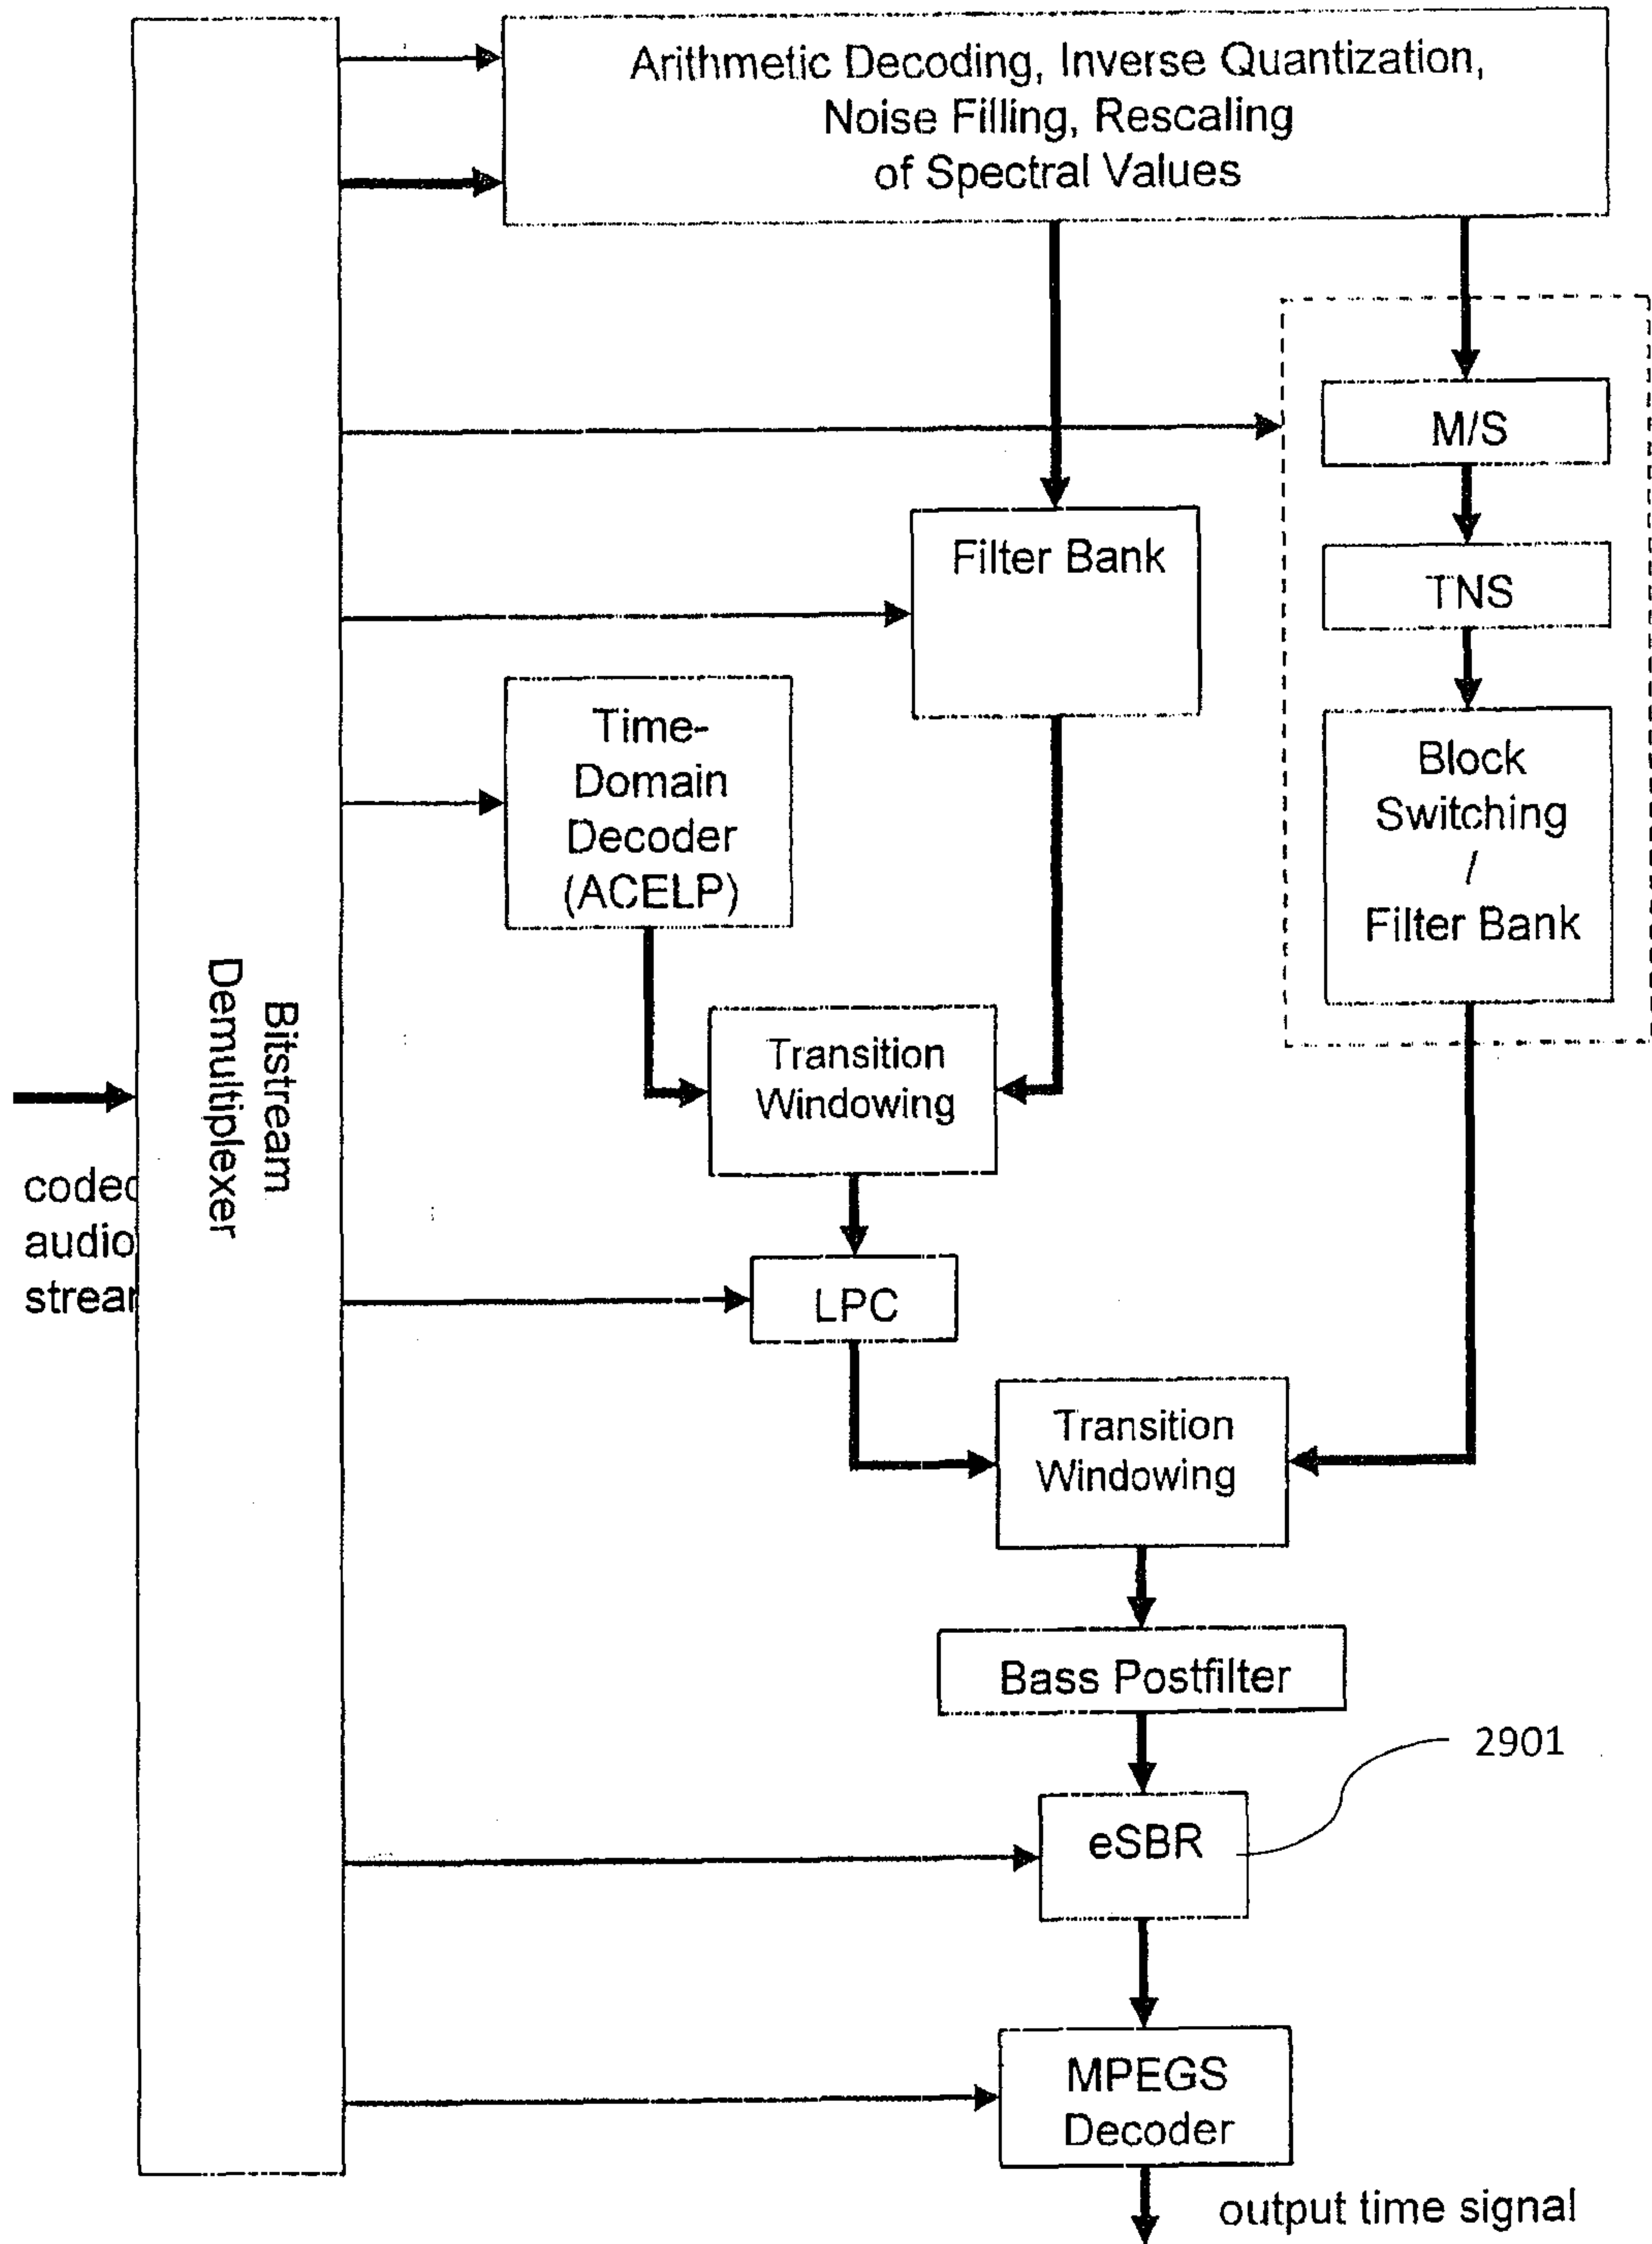 Arithmetic Decoding, Inverse Quantization,
Noise Filling, Rescaling
of Spectral Values
M/S
Filter Bank
TNS
Time-
Domain
Decoder
(ACELP)
Block
Switching
/
Filter Bank
Bitstream
Demultiplexer
Transition
Windowing
audio
LPC
Transition
Windowing
Bass Postfilter
2901
eSBR
MPEGS
Decoder
output time signal